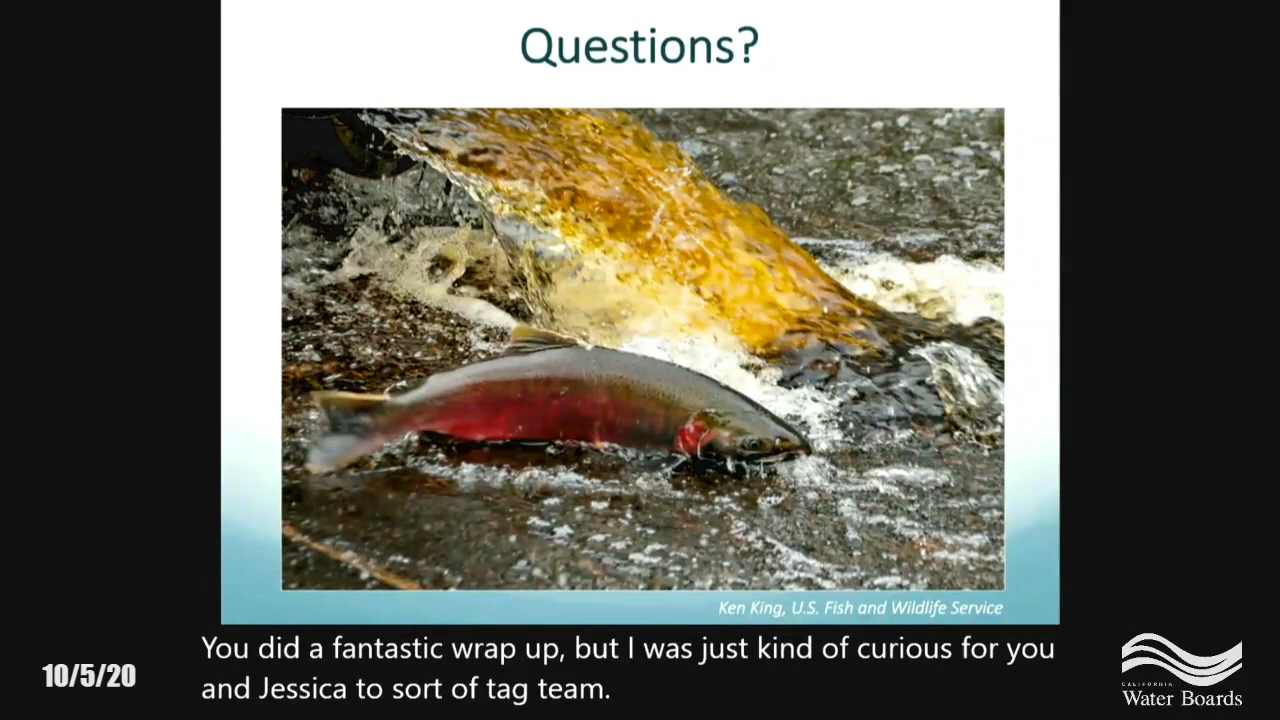 Questions?
Ken King, U.S. Fish and Wildlife Service
You did a fantastic wrap up, but I was just kind of curious for you
and Jessica to sort of tag team.
10/5/20
CALIFORNIA
Water Boards